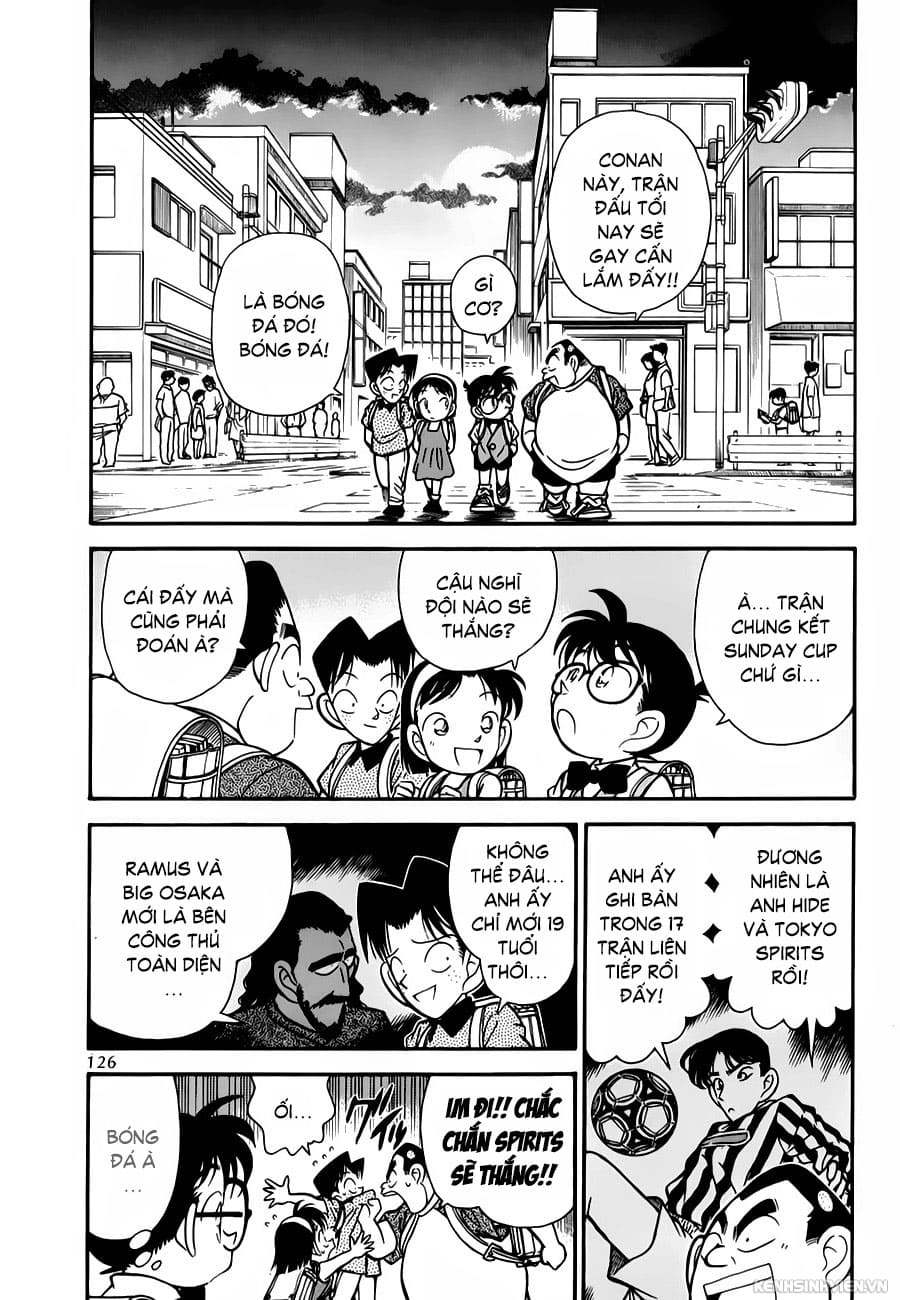 CONAN
NÀY, TRẬN
ĐẤU TỐI
NAY SẼ
GAY CẤN
LẮM ĐẤY!!
GÌ
CƠ?
LÀ BÓNG
ĐÁ ĐÓ!
BÓNG ĐÁ!
À... TRẬN
CHUNG KẾT
SUNDAY CUP
CHỨ GÌ...
CẬU NGHĨ
ĐỘI NÀO SẼ
THẮNG?
CÁI ĐẤY MÀ
CŨNG PHẢI
ĐOÁN À?
ĐƯƠNG
NHIÊN LÀ
ANH HIDE
VÀ TOKYO
SPIRITS
RỒI!
ANH ẤY
GHI BÀN
TRONG 17
TRẬN LIÊN
TIẾP RỒI
ĐẤY!
KHÔNG
THỂ ĐÂU...
ANH ẤY
CHỈ MỚI 19
TUỔI
THÔI...
RAMUS VÀ
BIG OSAKA
MỚI LÀ BÊN
CÔNG THỦ
TOÀN DIỆN
...
126
IM ĐI!! CHẮC
CHẮN SPIRITS
SẼ THẮNG!!
ỐI...
BÓNG
ĐÁ À
...
KENHSINHVIEN.VN